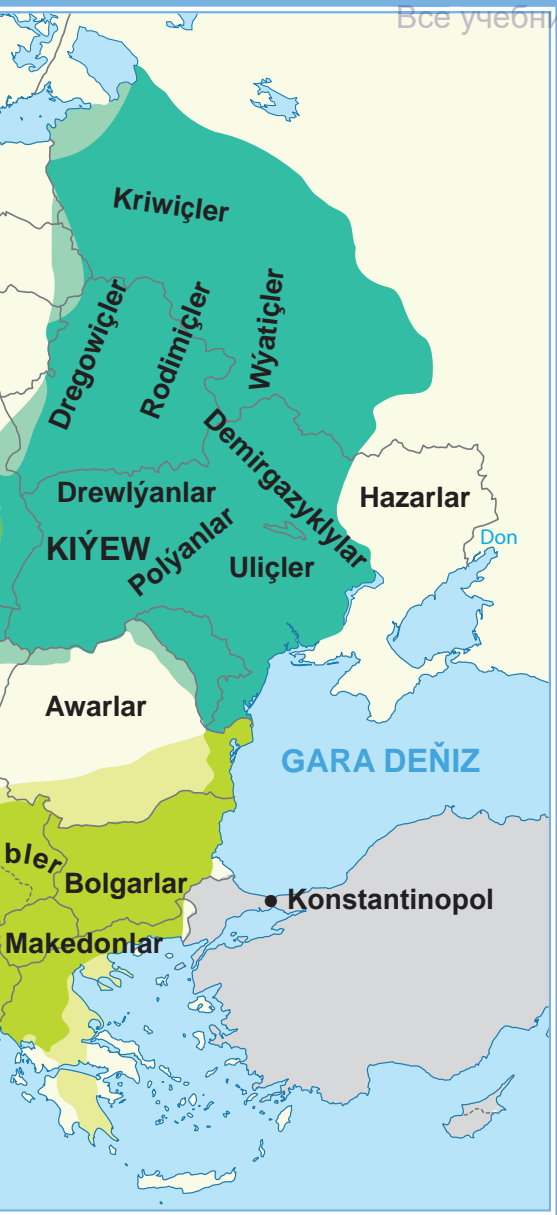 Все учебни
Kriwiçler
Dregowiçler
Rodimiçler
Wýatiçler
Demirgazyklylar
Drewlýanlar
Hazarlar
KIÝEW
Polýanlar
Uliçler
Don
Awarlar
GARA DEŇIZ
bler
Bolgarlar
Konstantinopol
Makedonlar